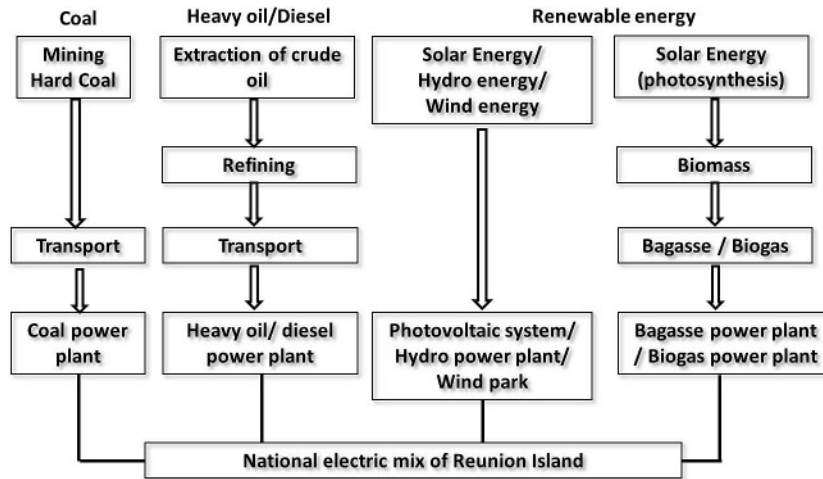 Coal
Heavy oil/Diesel
Renewable energy
Mining
Hard Coal
Extraction of crude
oil
Solar Energy/
Hydro energy/
Wind energy
Solar Energy
(photosynthesis)
Refining
Biomass
Transport
Transport
Bagasse / Biogas
Coal power
plant
Heavy oil/ diesel
power plant
Photovoltaic system/
Hydro power plant/
Wind park
Bagasse power plant
/ Biogas power plant
National electric mix of Reunion Island